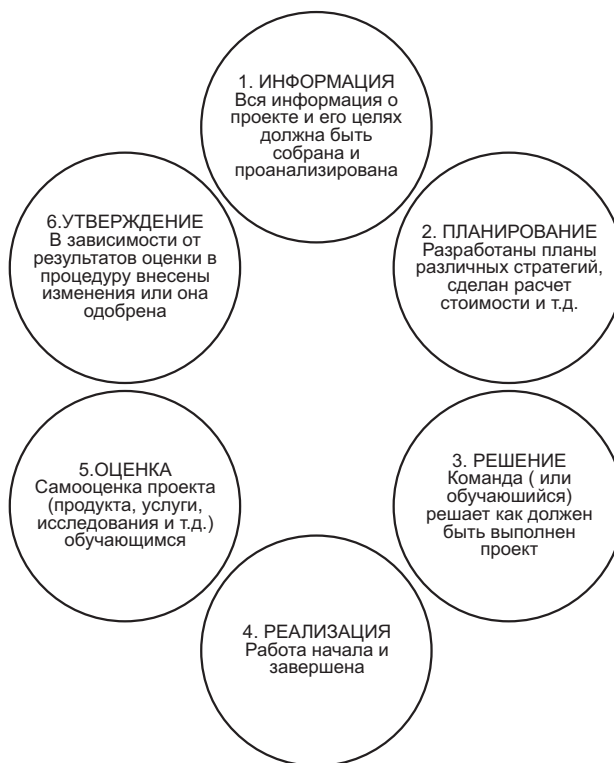 1. ИНФОРМАЦИЯ
Вся информация о
проекте и его целях
должна быть
собрана и
проанализирована
2. ПЛАНИРОВАНИЕ
Разработаны планы
различных стратегий,
сделан расчет
стоимости и т.д.
3. РЕШЕНИЕ
Команда ( или
обучаюшийся)
решает как должен
быть выполнен
проект
4. РЕАЛИЗАЦИЯ
Работа начала и
завершена
5.ОЦЕНКА
Самооценка проекта
(продукта, услуги,
исследования и т.д.)
обучающимся
6.УТВЕРЖДЕНИЕ
В зависимости от
результатов оценки в
процедуру внесены
изменения или она
одобрена